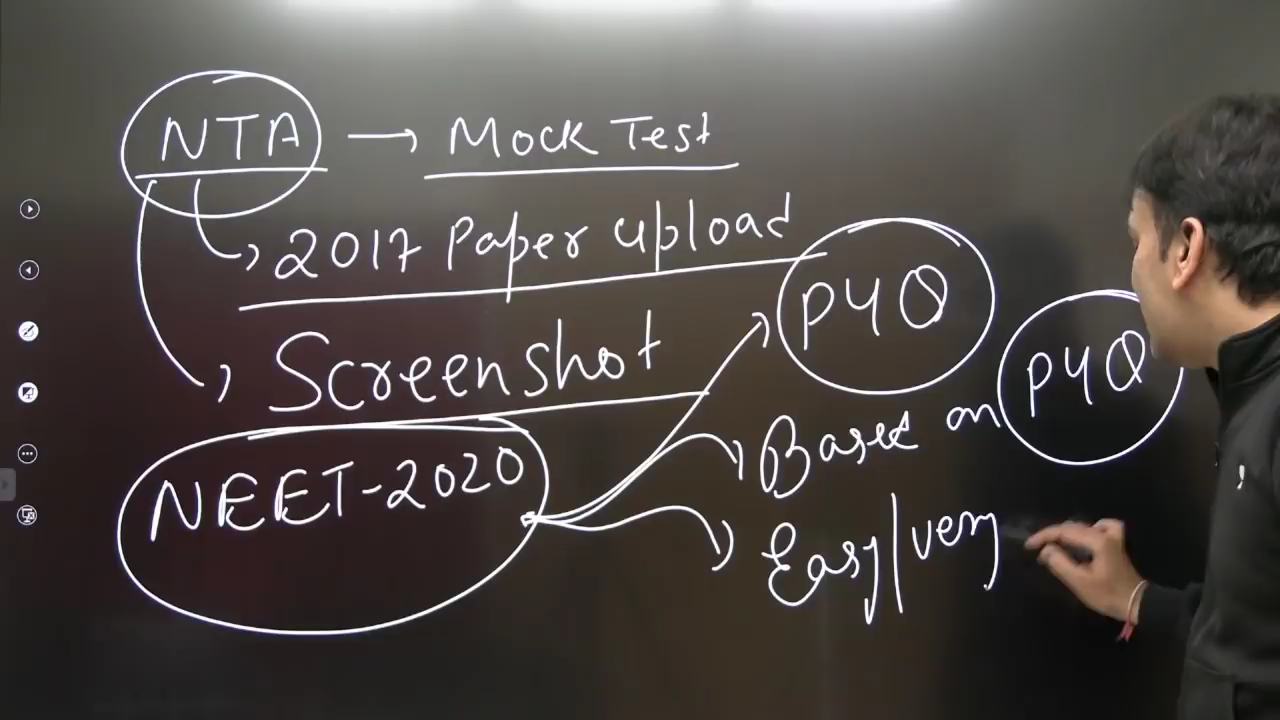 NTA → Mock Test
2017 Paper upload
Screenshot
NEET-2020
PYQ
Based on PYQ
Easy/very